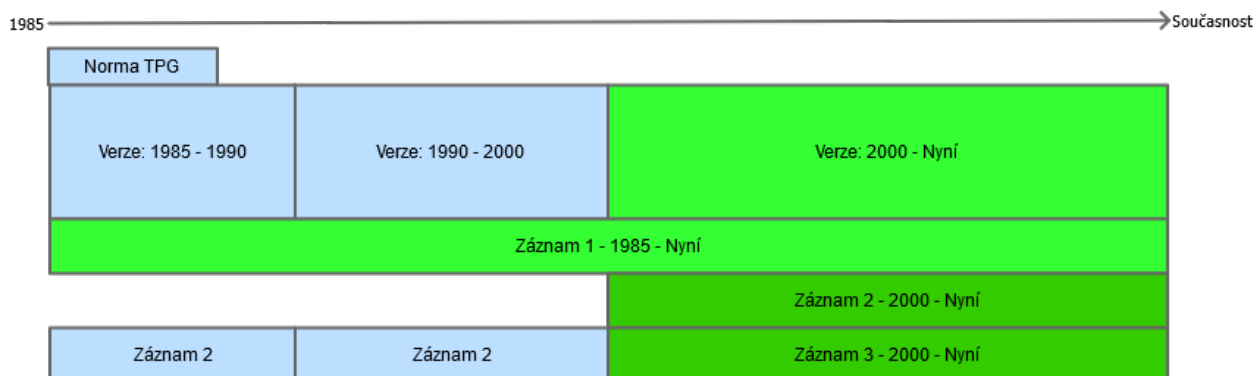 1985
Současnost
Norma TPG
Verze: 1985 - 1990
Verze: 1990 - 2000
Verze: 2000 - Nyní
Záznam 1 - 1985 - Nyní
Záznam 2 - 2000 - Nyní
Záznam 2
Záznam 2
Záznam 3 - 2000 - Nyní